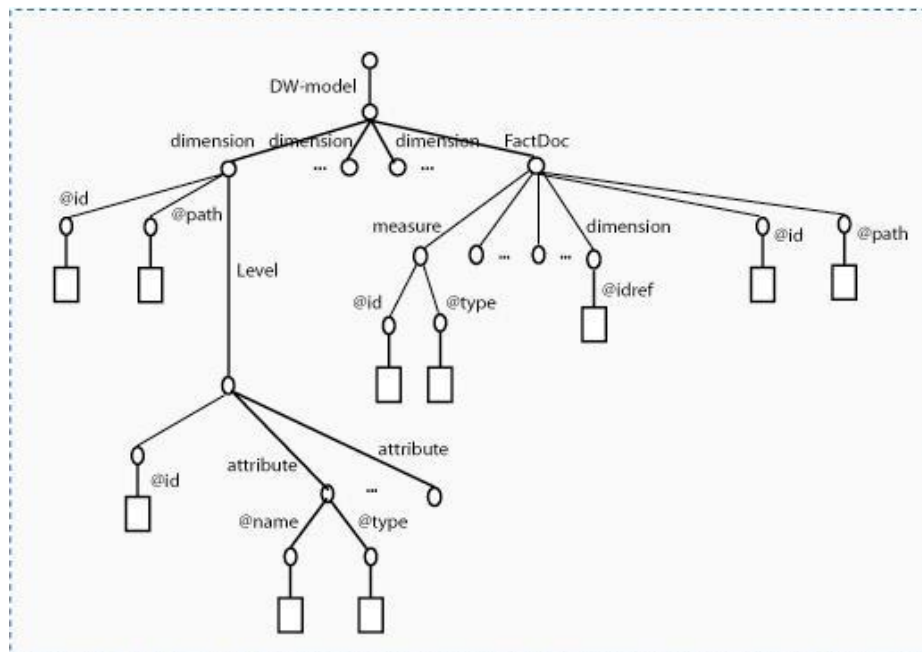 DW-model
dimension dimension dimension FactDoc
@id
@path
measure
dimension
@id
@path
...
...
...
...
Level
@id
@type
@idref
attribute
attribute
@id
...
@name
@type